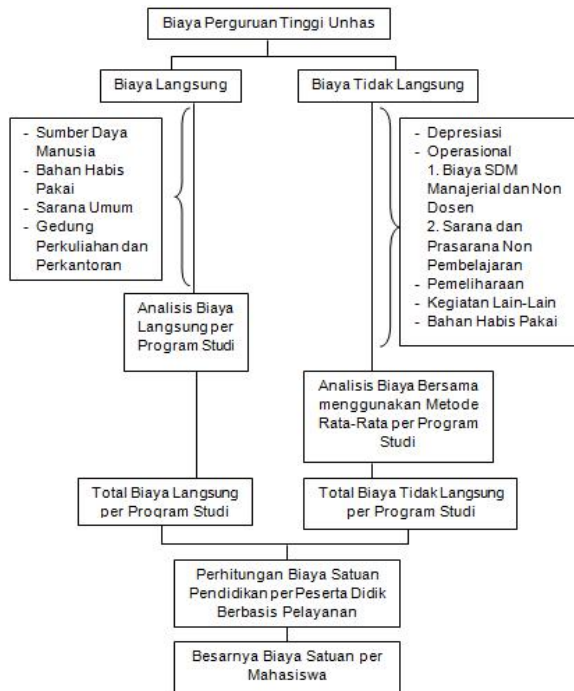 Biaya Perguruan Tinggi Unhas
Biaya Langsung
Biaya Tidak Langsung
- Sumber Daya
Manusia
- Bahan Habis
Pakai
- Sarana Umum
- Gedung
Perkuliahan dan
Perkantoran
- Depresiasi
- Operasional
1. Biaya SDM
Manajerial dan Non
Dosen
2. Sarana dan
Prasarana Non
Pembelajaran
- Pemeliharaan
- Kegiatan Lain-Lain
- Bahan Habis Pakai
Analisis Biaya
Langsung per
Program Studi
Analisis Biaya Bersama
menggunakan Metode
Rata-Rata per Program
Studi
Total Biaya Langsung
per Program Studi
Total Biaya Tidak Langsung
per Program Studi
Perhitungan Biaya Satuan
Pendidikan per Peserta Didik
Berbasis Pelayanan
Besarnya Biaya Satuan per
Mahasiswa